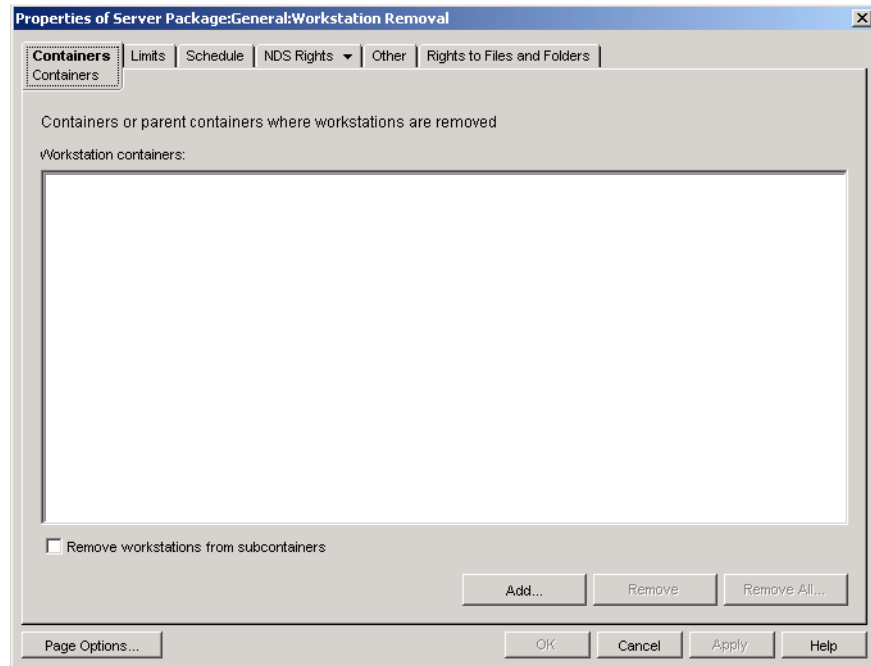 Properties of Server Package:General:Workstation Removal
Containers Limits Schedule NDS Rights Other Rights to Files and Folders
Containers
Containers or parent containers where workstations are removed
Workstation containers:
Remove workstations from subcontainers
Add... Remove Remove All...
Page Options... OK Cancel Apply Help